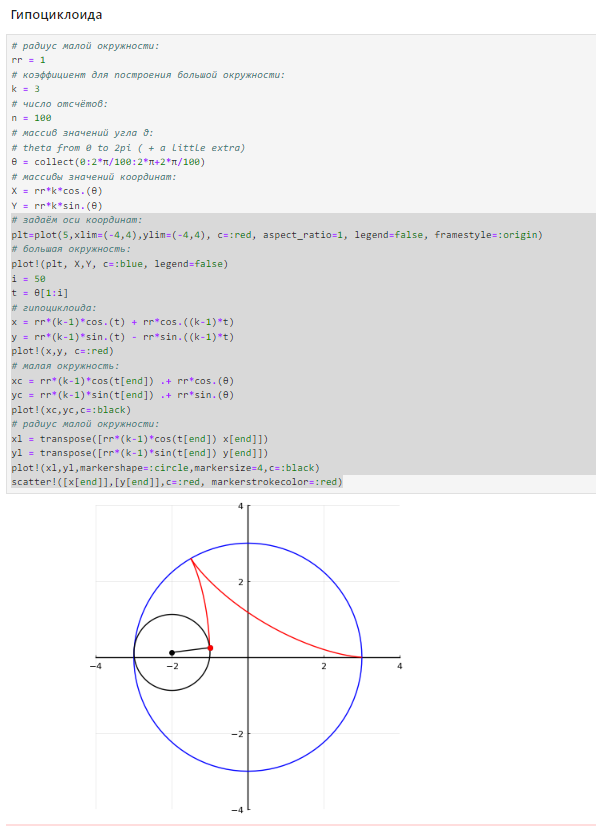 Гипоциклоида
# радиус малой окружности:
rr = 1
# коэффициент для построения большой окружности:
k = 3
# число отсчётов:
n = 100
# массив значений угла θ:
# theta from 0 to 2pi ( + a little extra)
θ = collect(0:2*π/100:2*π+2*π/100)
# массивы значений координат:
X = rr*k*cos.(θ)
Y = rr*k*sin.(θ)
# задаём оси координат:
plt=plot(5,xlim=(-4,4),ylim=(-4,4), c=:red, aspect_ratio=1, legend=false, framestyle=:origin)
# большая окружность:
plot!(plt, X,Y, c=:blue, legend=false)
i = 50
t = θ[1:i]
# гипоциклоида:
x = rr*(k-1)*cos.(t) + rr*cos.((k-1)*t)
y = rr*(k-1)*sin.(t) - rr*sin.((k-1)*t)
plot!(x,y, c=:red)
# малая окружность:
xc = rr*(k-1)*cos(t[end]) .+ rr*cos.(θ)
yc = rr*(k-1)*sin(t[end]) .+ rr*sin.(θ)
plot!(xc,yc,c=:black)
# радиус малой окружности:
xl = transpose([rr*(k-1)*cos(t[end]) x[end]])
yl = transpose([rr*(k-1)*sin(t[end]) y[end]])
plot!(xl,yl,markershape=:circle,markersize=4,c=:black)
scatter!([x[end]],[y[end]],c=:red, markerstrokecolor=:red)
4
2
-4 -2 2 4
-2
-4